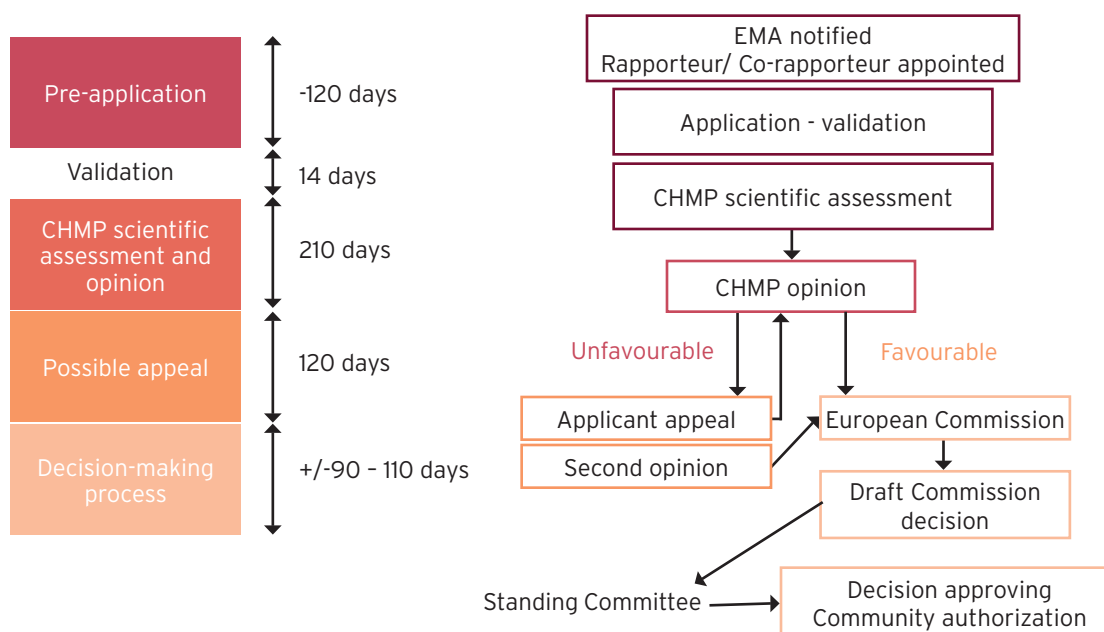 Pre-application
-120 days
Validation
14 days
CHMP scientific
assessment and
opinion
210 days
Possible appeal
120 days
Decision-making
process
+/-90 – 110 days
EMA notified
Rapporteur/ Co-rapporteur appointed
Application - validation
CHMP scientific assessment
CHMP opinion
Unfavourable
Favourable
Applicant appeal
European Commission
Second opinion
Draft Commission
decision
Standing Committee
Decision approving
Community authorization